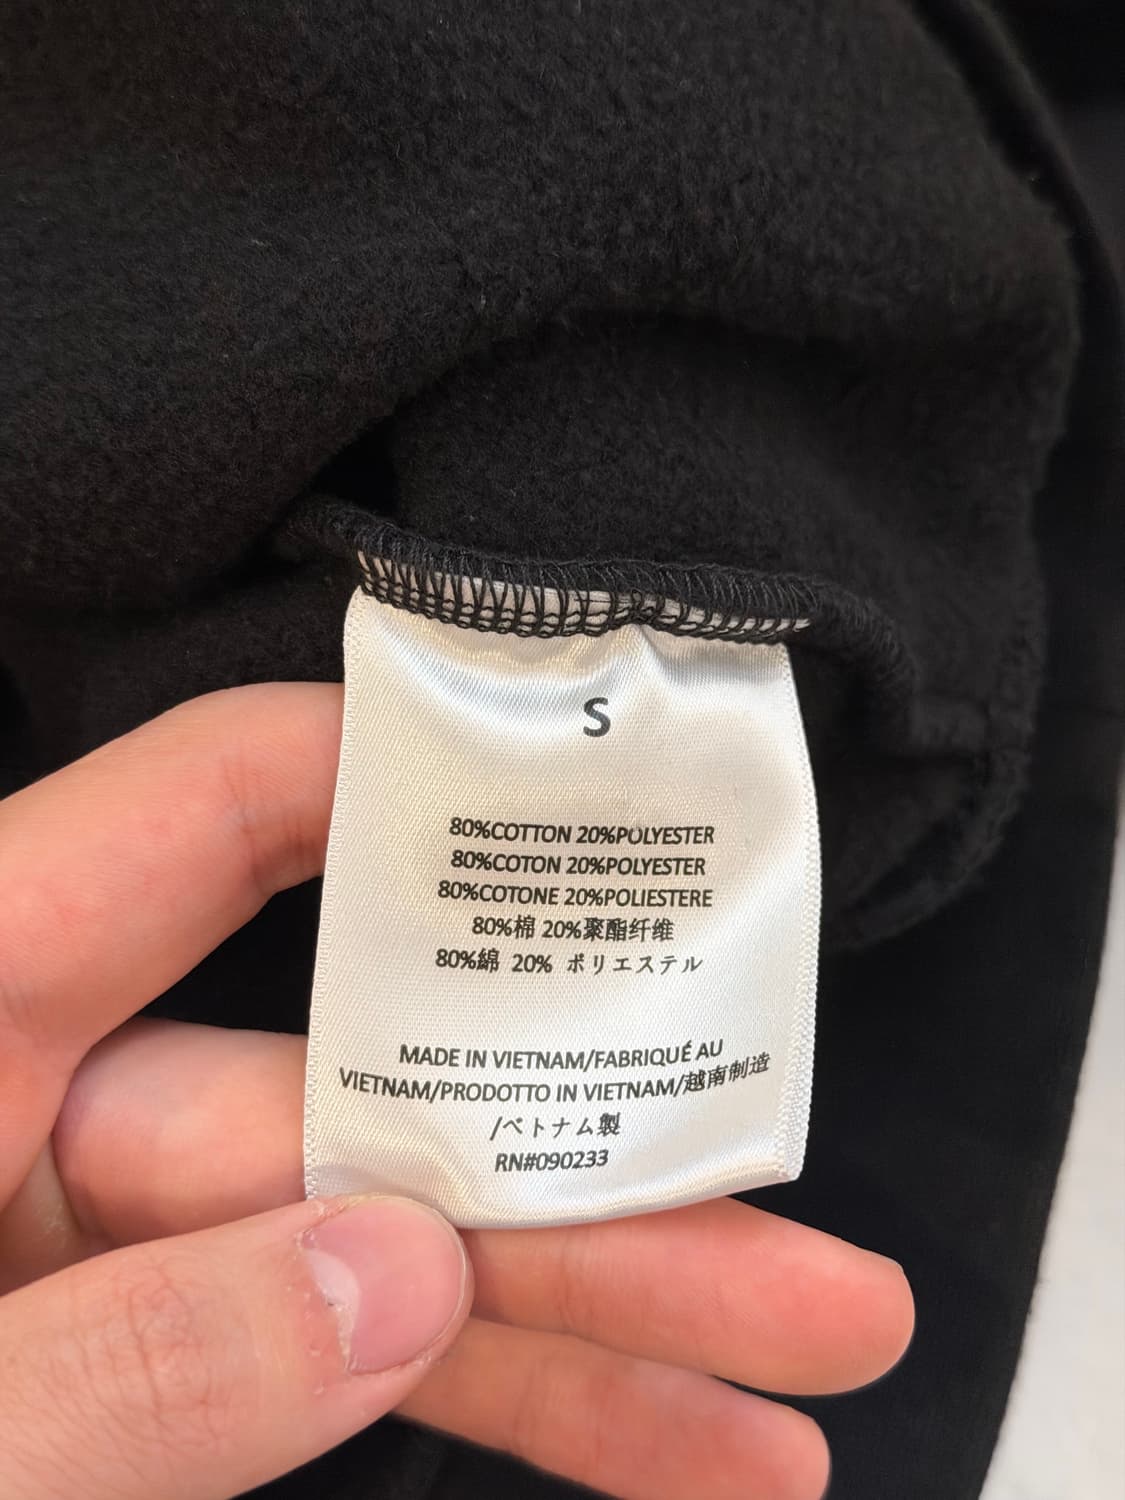 S
80%COTTON 20%POLYESTER
80%COTON 20%POLYESTER
80%COTONE 20%POLIESTERE
80%棉 20%聚酯纤维
80%綿 20% ポリエステル
MADE IN VIETNAM/FABRIQUÉ AU
VIETNAM/PRODOTTO IN VIETNAM/越南制造
/ベトナム製
RN#090233